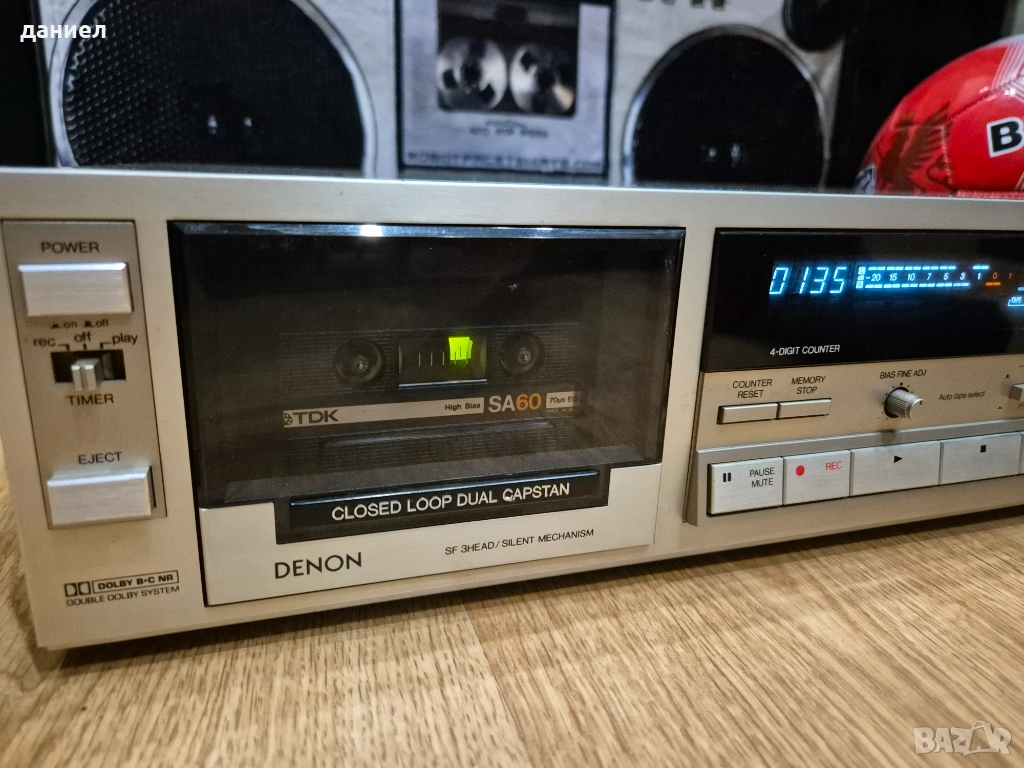 даниел
POWER
on off
rec off play
TIMER
EJECT
DOLBY B-C NR
DOUBLE DOLBY SYSTEM
TDK High Bias SA60 70µs EQ
CLOSED LOOP DUAL CAPSTAN
DENON SF 3HEAD/SILENT MECHANISM
0135 -20 15 10 7 5 3 1 0 1
4-DIGIT COUNTER
COUNTER RESET
MEMORY STOP
BIAS FINE ADJ
Auto tape select
PAUSE
MUTE
REC
B
BAZAR